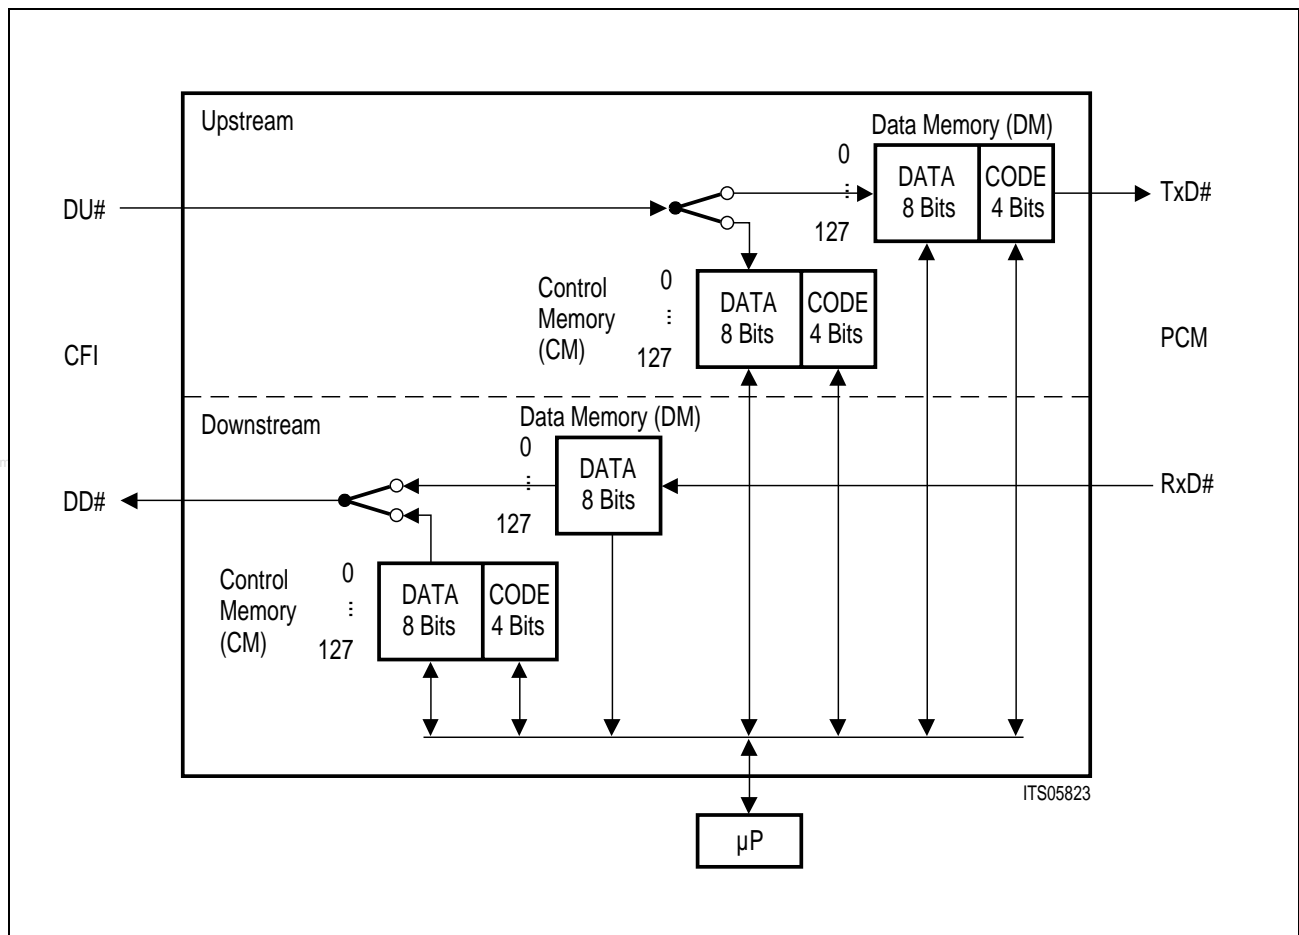 Upstream
Data Memory (DM)
0
⋮
127
DATA
8 Bits
CODE
4 Bits
DU#
TxD#
Control
Memory
(CM)
0
⋮
127
DATA
8 Bits
CODE
4 Bits
CFI
PCM
Downstream
Data Memory (DM)
0
⋮
127
DATA
8 Bits
RxD#
DD#
Control
Memory
(CM)
0
⋮
127
DATA
8 Bits
CODE
4 Bits
ITS05823
µP